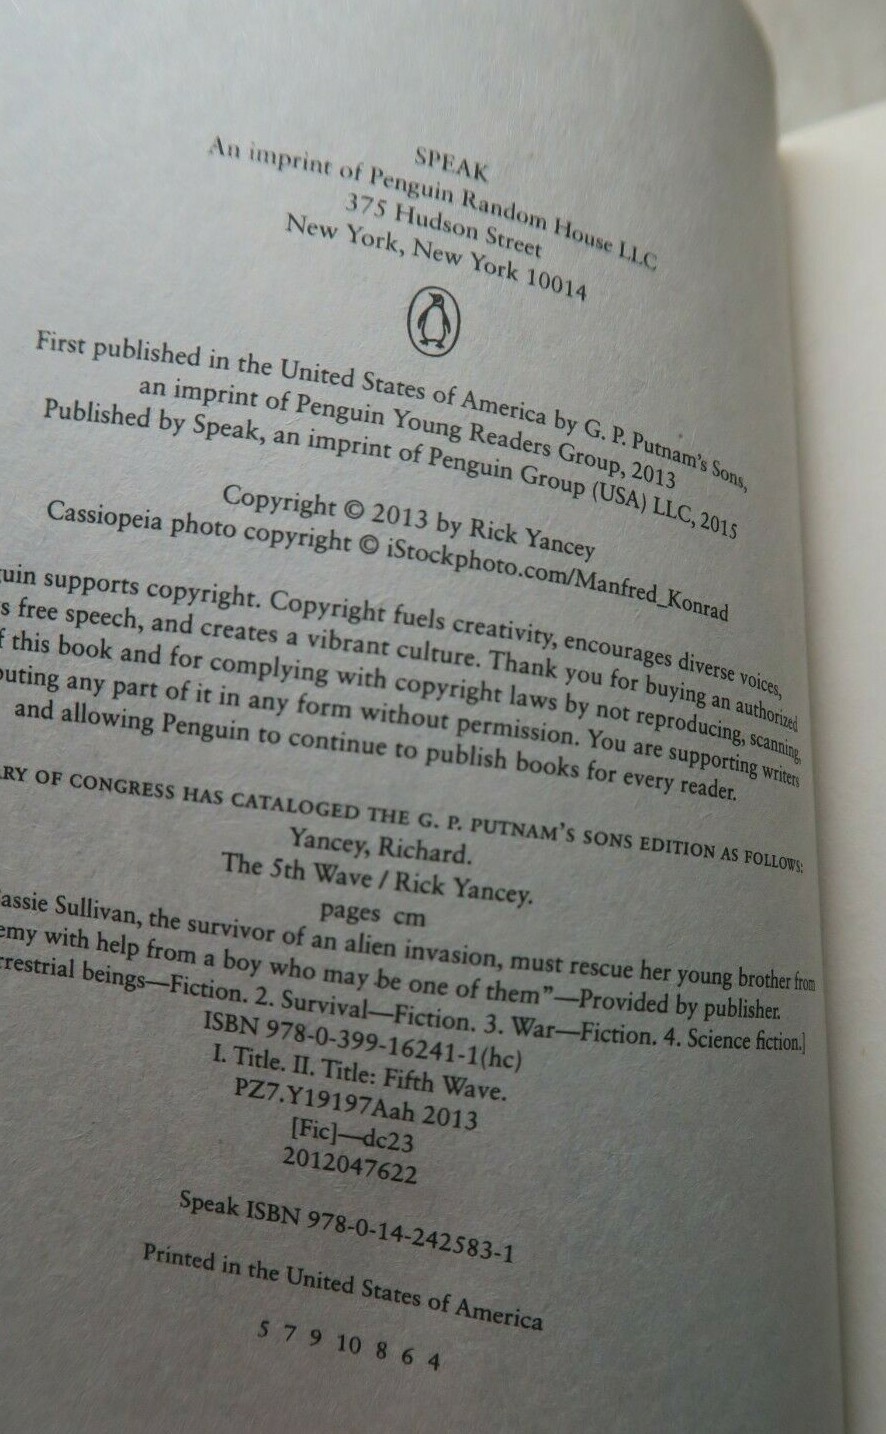 SPEAK
An imprint of Penguin Random House LLC
375 Hudson Street
New York, New York 10014
First published in the United States of America by G. P. Putnam's Sons,
an imprint of Penguin Young Readers Group, 2013
Published by Speak, an imprint of Penguin Group (USA) LLC, 2015
Copyright © 2013 by Rick Yancey
Cassiopeia photo copyright © iStockphoto.com/Manfred_Konrad
uin supports copyright. Copyright fuels creativity, encourages diverse voices,
s free speech, and creates a vibrant culture. Thank you for buying an authorized
f this book and for complying with copyright laws by not reproducing, scanning,
outing any part of it in any form without permission. You are supporting writers
and allowing Penguin to continue to publish books for every reader.
RY OF CONGRESS HAS CATALOGED THE G. P. PUTNAM'S SONS EDITION AS FOLLOWS:
Yancey, Richard.
The 5th Wave / Rick Yancey.
pages cm
assie Sullivan, the survivor of an alien invasion, must rescue her young brother from
emy with help from a boy who may be one of them"—Provided by publisher.
rrestrial beings—Fiction. 2. Survival—Fiction. 3. War—Fiction. 4. Science fiction.]
ISBN 978-0-399-16241-1(hc)
I. Title. II. Title: Fifth Wave.
PZ7.Y19197Aah 2013
[Fic]—dc23
2012047622
Speak ISBN 978-0-14-242583-1
Printed in the United States of America
5 7 9 10 8 6 4